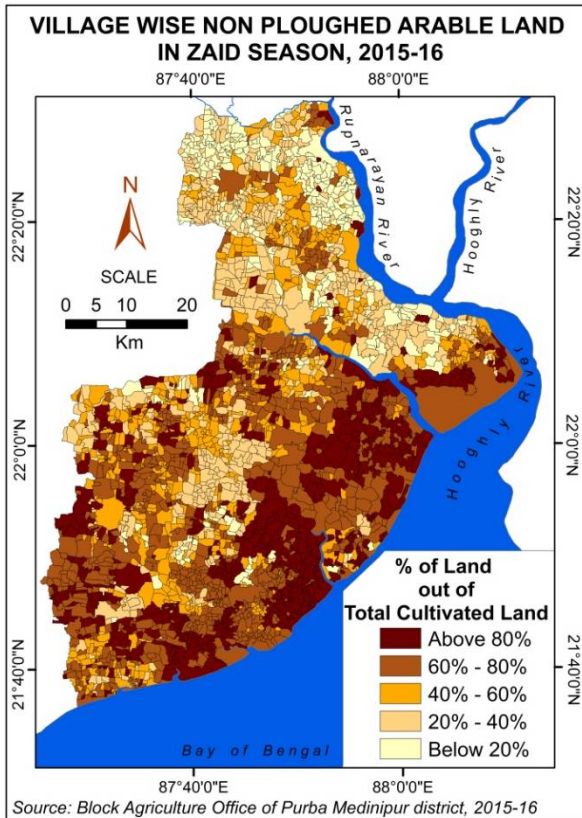 VILLAGE WISE NON PLOUGHED ARABLE LAND
IN ZAID SEASON, 2015-16
87°40'0"E
88°0'0"E
Rupnarayan River
Hooghly River
N
22°20'0"N
22°20'0"N
SCALE
0 5 10 20
Km
22°0'0"N
22°0'0"N
Hooghly River
% of Land
out of
Total Cultivated Land
Above 80%
60% - 80%
40% - 60%
20% - 40%
Below 20%
21°40'0"N
21°40'0"N
Bay of Bengal
87°40'0"E
88°0'0"E
Source: Block Agriculture Office of Purba Medinipur district, 2015-16